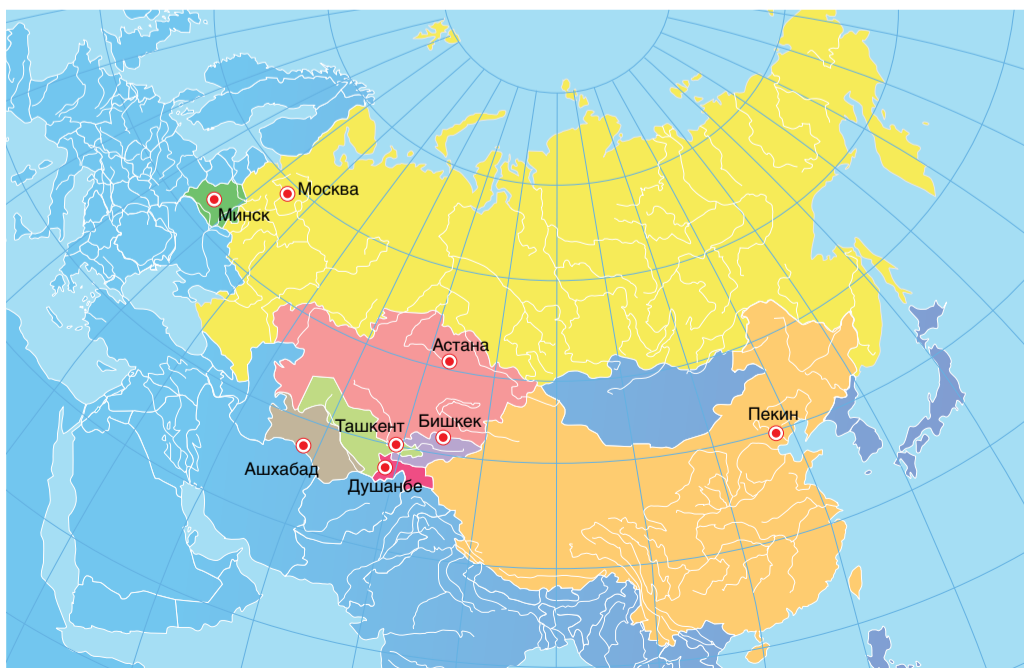 Москва
Минск
Астана
Пекин
Бишкек
Ташкент
Ашхабад
Душанбе